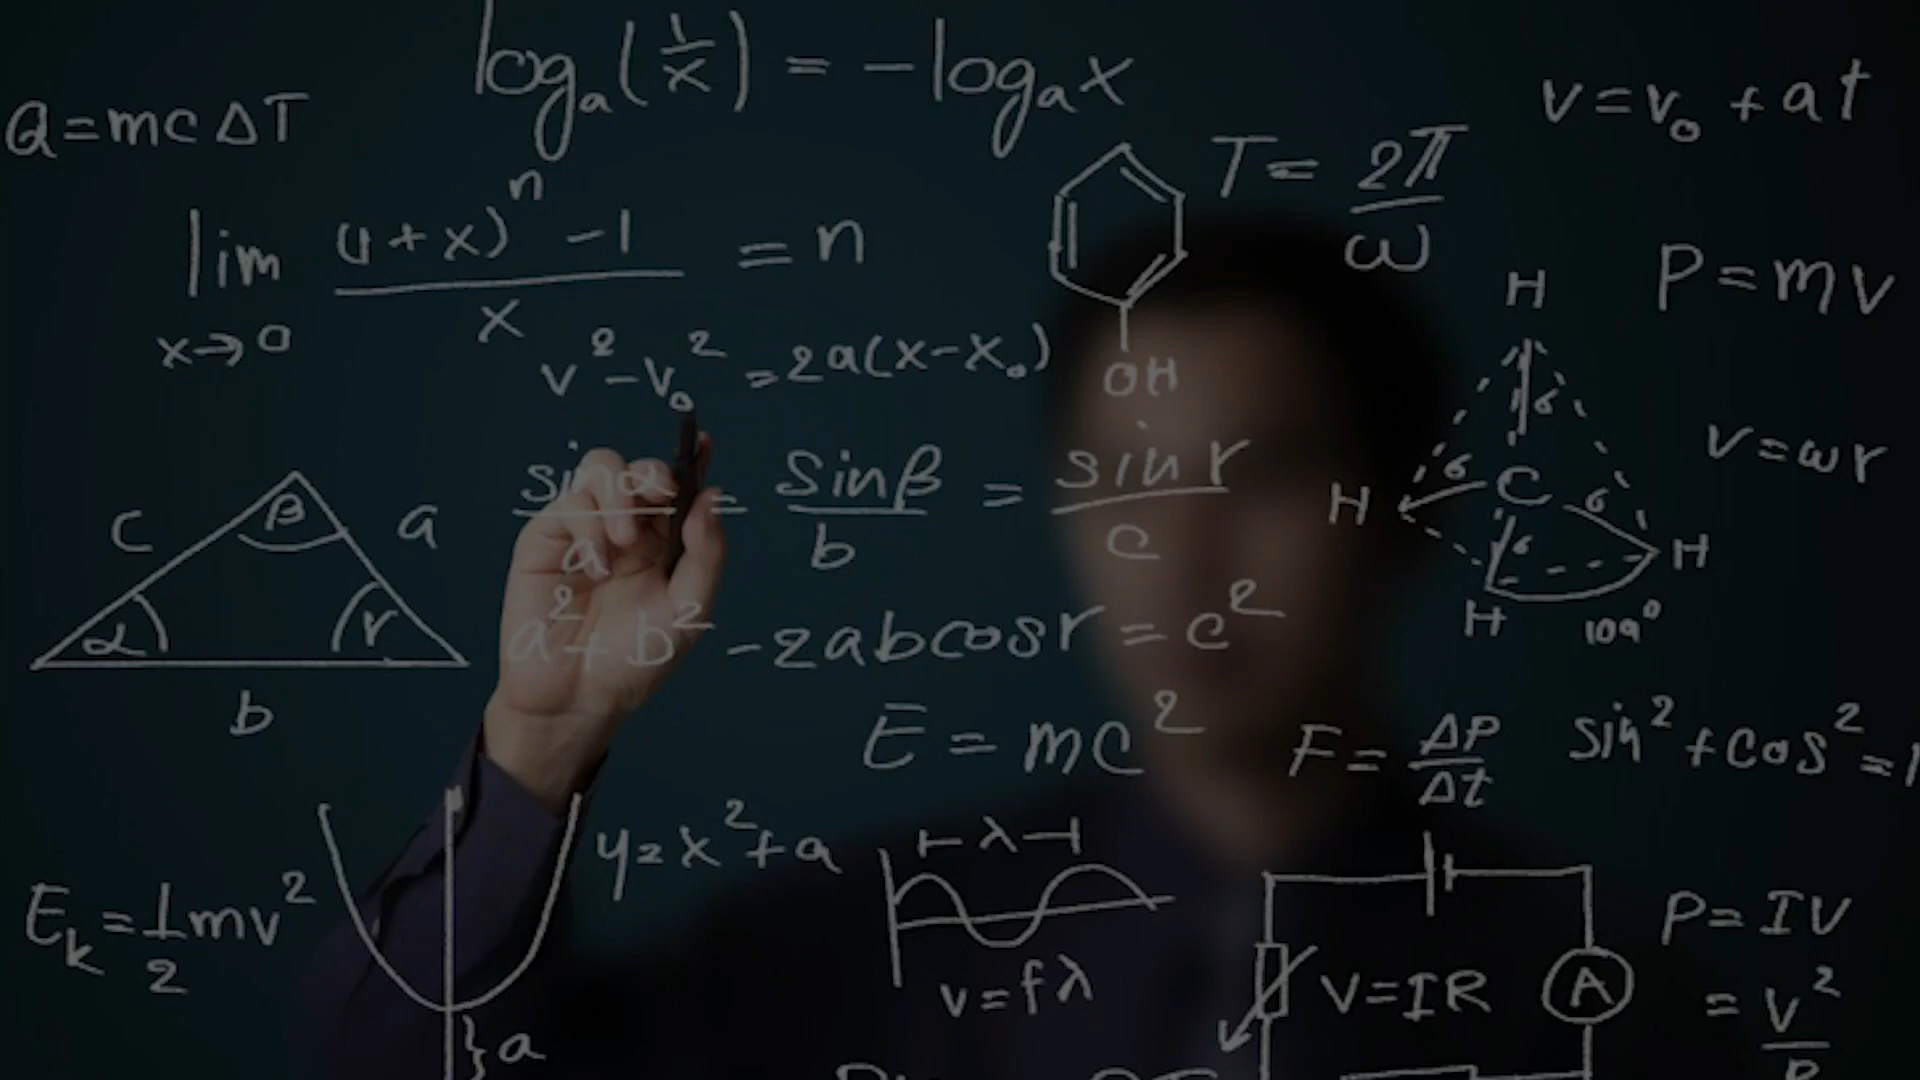 log_a(1/x) = -log_a x
Q=mcΔT
v=v₀+at
T=2π/ω
lim x→0 ((1+x)ⁿ-1)/x = n
P=mv
H
v²-v₀²=2a(x-x₀)
OH
σ
v=ωr
sinα/a = sinβ/b = sinr/c
σ C σ
H
H
σ
H
109°
c β a
α r
b
a²+b²-2abcosr=c²
E=mc²
F=ΔP/Δt
sin²+cos²=1
y=x²+a
λ
E_k=1/2mv²
P=IV
v=fλ
V=IR
A
=V²/R
a